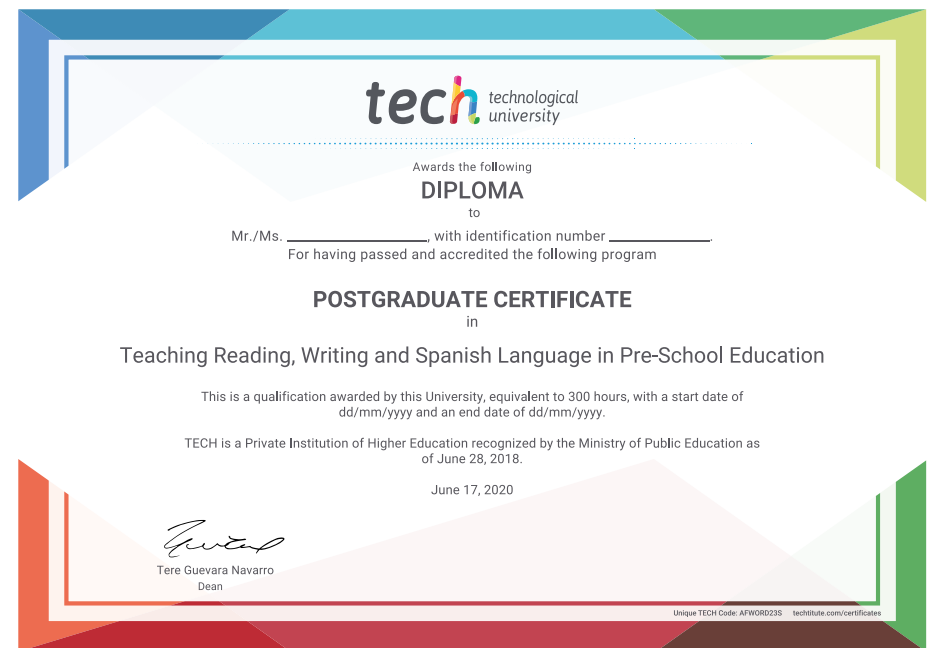 tech technological
university
Awards the following
DIPLOMA
to
Mr./Ms. ____________________, with identification number ______________.
For having passed and accredited the following program
POSTGRADUATE CERTIFICATE
in
Teaching Reading, Writing and Spanish Language in Pre-School Education
This is a qualification awarded by this University, equivalent to 300 hours, with a start date of
dd/mm/yyyy and an end date of dd/mm/yyyy.
TECH is a Private Institution of Higher Education recognized by the Ministry of Public Education as
of June 28, 2018.
June 17, 2020
Tere Guevara Navarro
Dean
Unique TECH Code: AFWORD23S techtitute.com/certificates